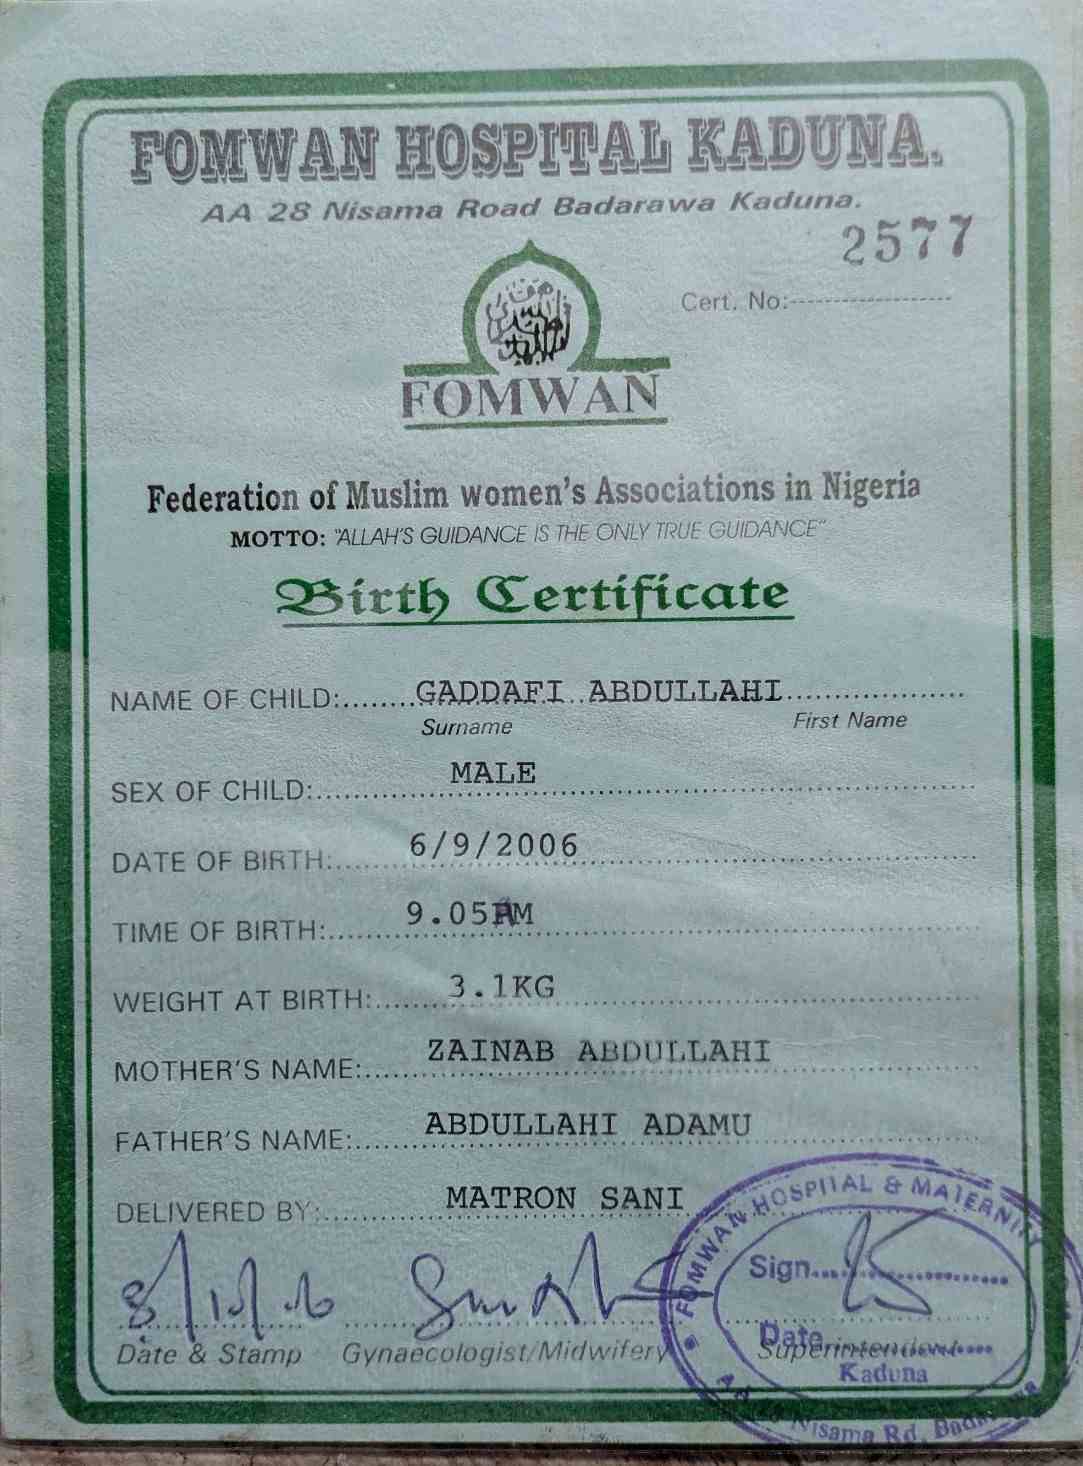 FOMWAN HOSPITAL KADUNA.
AA 28 Nisama Road Badarawa Kaduna.
2577
Cert. No:
FOMWAN
Federation of Muslim women's Associations in Nigeria
MOTTO: "ALLAH'S GUIDANCE IS THE ONLY TRUE GUIDANCE"
Birth Certificate
NAME OF CHILD: GADDAFI ABDULLAHI
Surname First Name
SEX OF CHILD: MALE
DATE OF BIRTH: 6/9/2006
TIME OF BIRTH: 9.05 M
WEIGHT AT BIRTH: 3.1KG
MOTHER'S NAME: ZAINAB ABDULLAHI
FATHER'S NAME: ABDULLAHI ADAMU
DELIVERED BY: MATRON SANI
Date & Stamp Gynaecologist/Midwifery Superintendent
FOMWAN HOSPITAL & MATERNITY
Sign
Date
Kaduna
Nisama Rd.